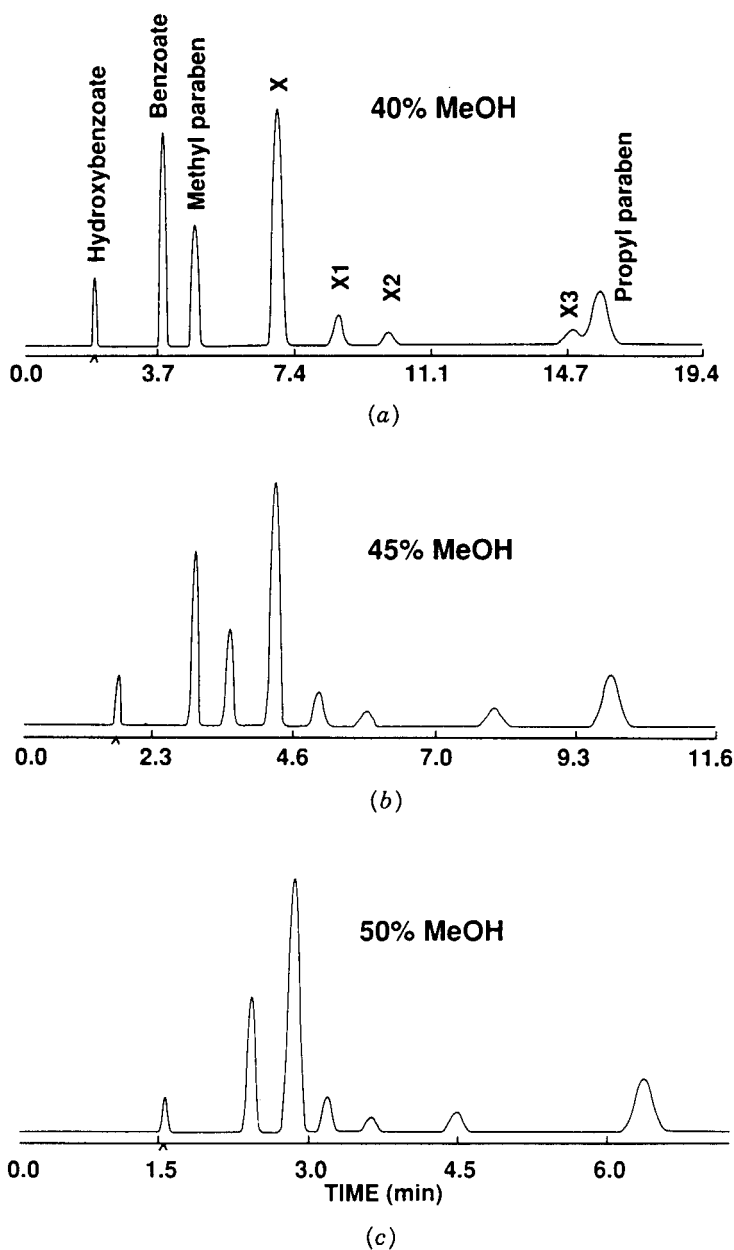 Hydroxybenzoate
Benzoate
Methyl paraben
X
40% MeOH
X1
X2
X3
Propyl paraben
0.0 3.7 7.4 11.1 14.7 19.4
(a)
45% MeOH
0.0 2.3 4.6 7.0 9.3 11.6
(b)
50% MeOH
0.0 1.5 3.0 4.5 6.0
TIME (min)
(c)